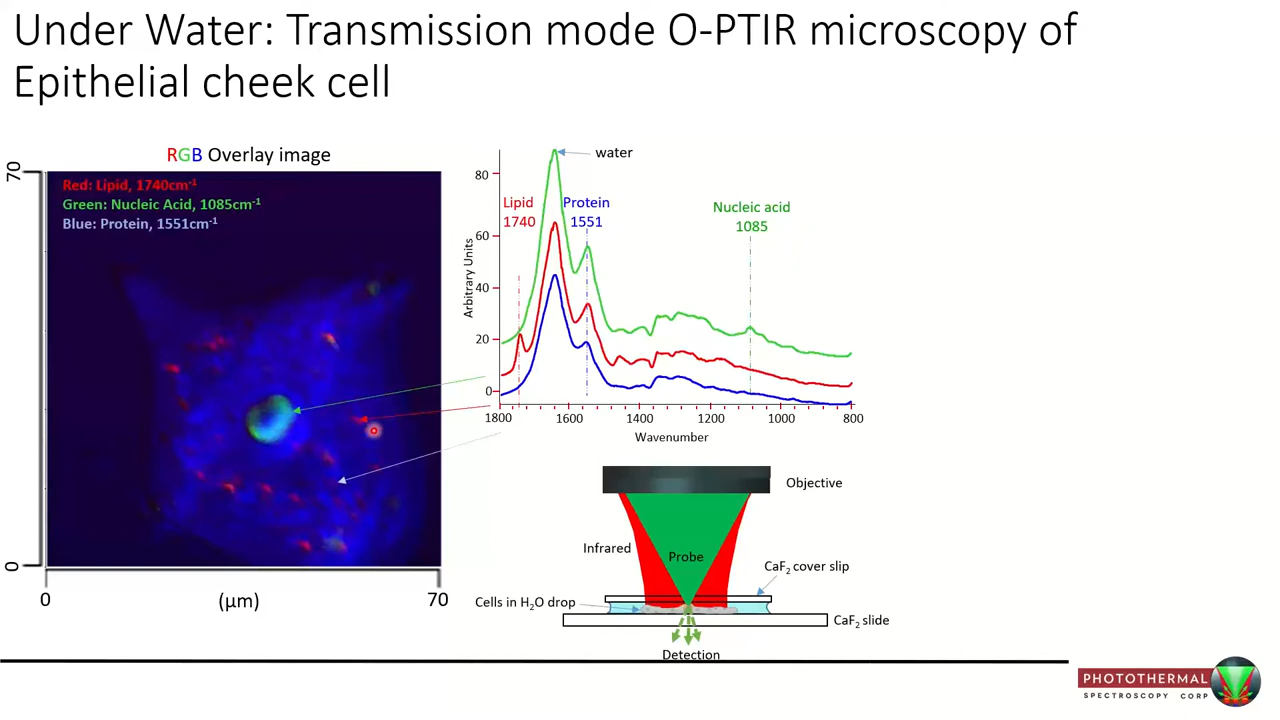 Under Water: Transmission mode O-PTIR microscopy of
Epithelial cheek cell
RGB Overlay image
Red: Lipid, 1740cm⁻¹
Green: Nucleic Acid, 1085cm⁻¹
Blue: Protein, 1551cm⁻¹
70
0
0
(µm)
70
water
Lipid
1740
Protein
1551
Nucleic acid
1085
Arbitrary Units
80
60
40
20
0
1800
1600
1400
1200
1000
800
Wavenumber
Objective
Infrared
Probe
CaF₂ cover slip
Cells in H₂O drop
CaF₂ slide
Detection
PHOTOTHERMAL
SPECTROSCOPY CORP